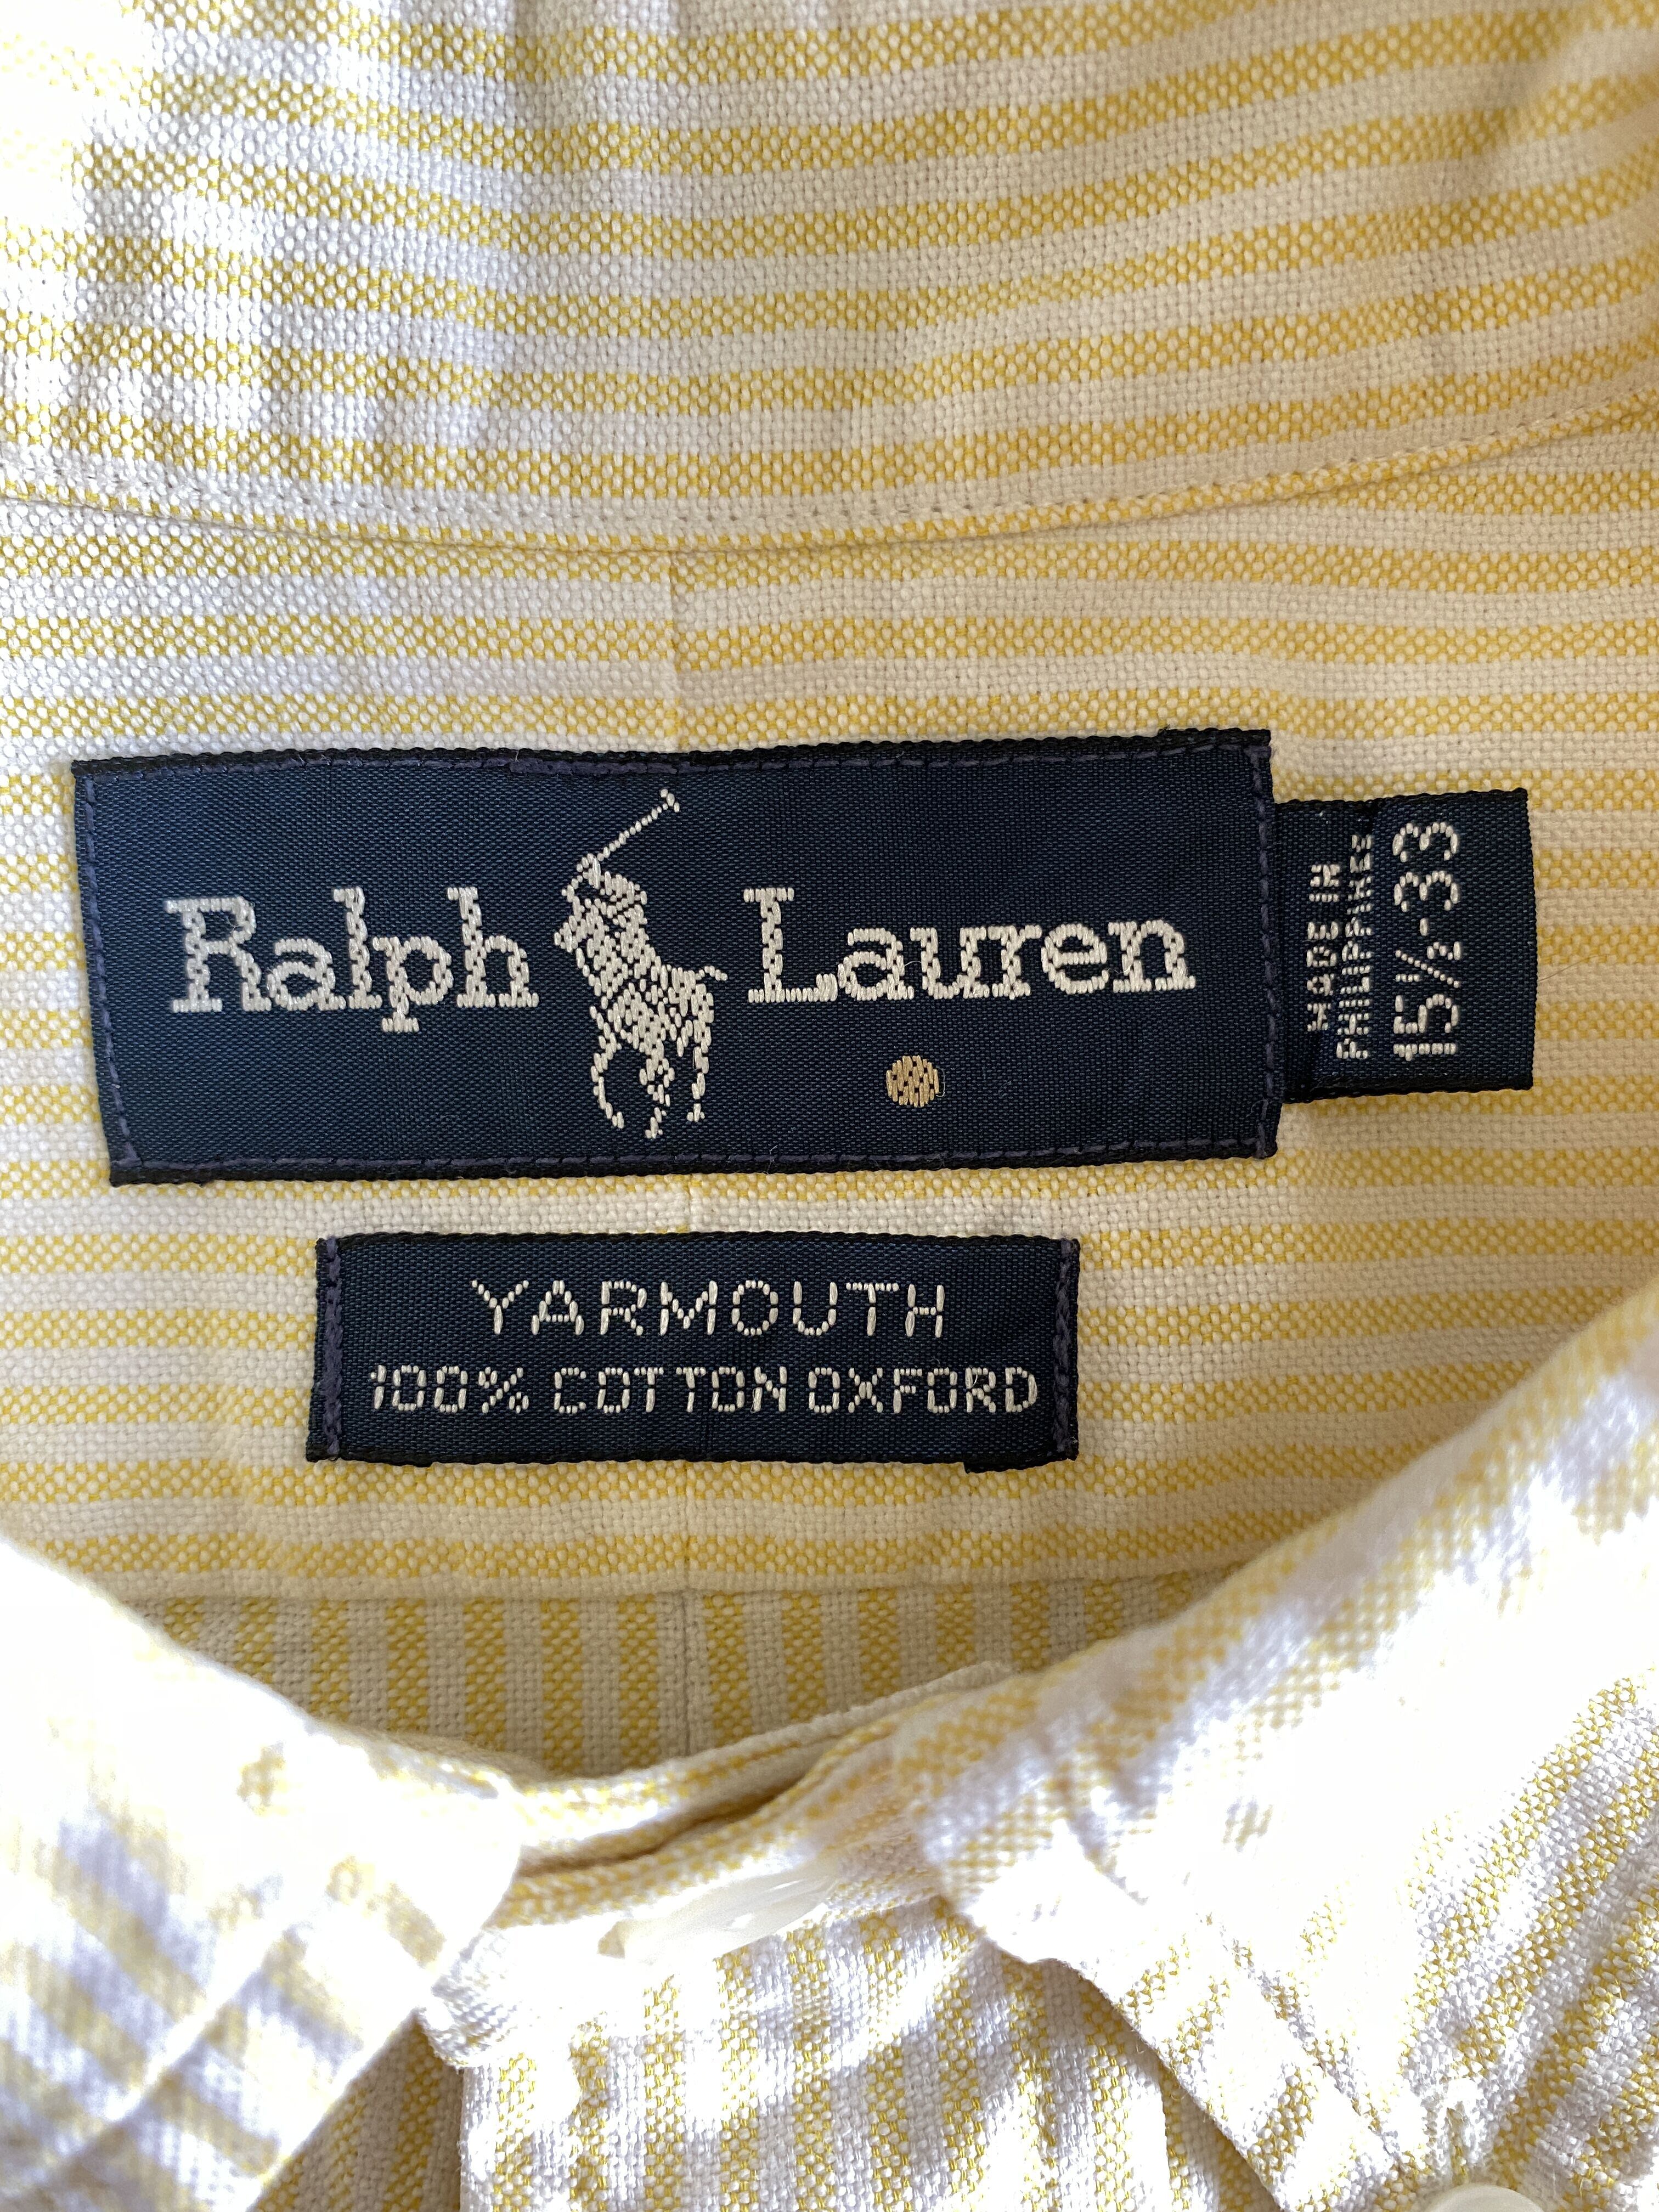 Ralph Lauren
MADE IN
PHILIPPINES
15½-33
YARMOUTH
100% COTTON OXFORD